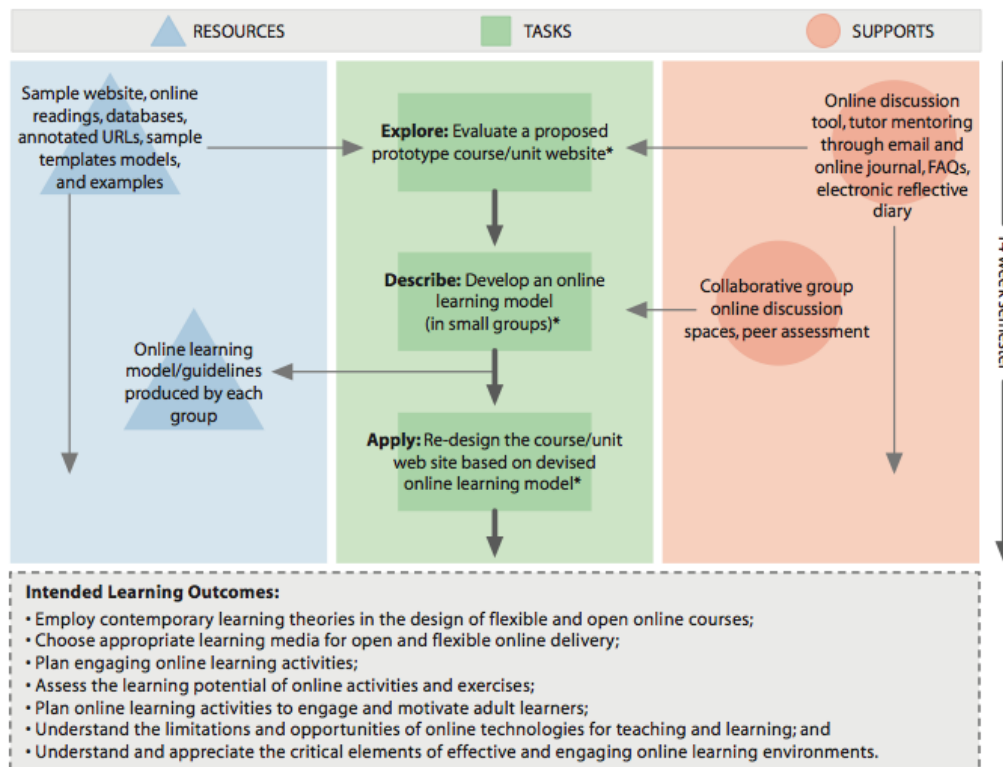 RESOURCES
TASKS
SUPPORTS
Sample website, online
readings, databases,
annotated URLs, sample
templates models,
and examples
Explore: Evaluate a proposed
prototype course/unit website*
Online discussion
tool, tutor mentoring
through email and
online journal, FAQs,
electronic reflective
diary
Describe: Develop an online
learning model
(in small groups)*
Collaborative group
online discussion
spaces, peer assessment
Online learning
model/guidelines
produced by each
group
Apply: Re-design the course/unit
web site based on devised
online learning model*
Intended Learning Outcomes:
• Employ contemporary learning theories in the design of flexible and open online courses;
• Choose appropriate learning media for open and flexible online delivery;
• Plan engaging online learning activities;
• Assess the learning potential of online activities and exercises;
• Plan online learning activities to engage and motivate adult learners;
• Understand the limitations and opportunities of online technologies for teaching and learning; and
• Understand and appreciate the critical elements of effective and engaging online learning environments.